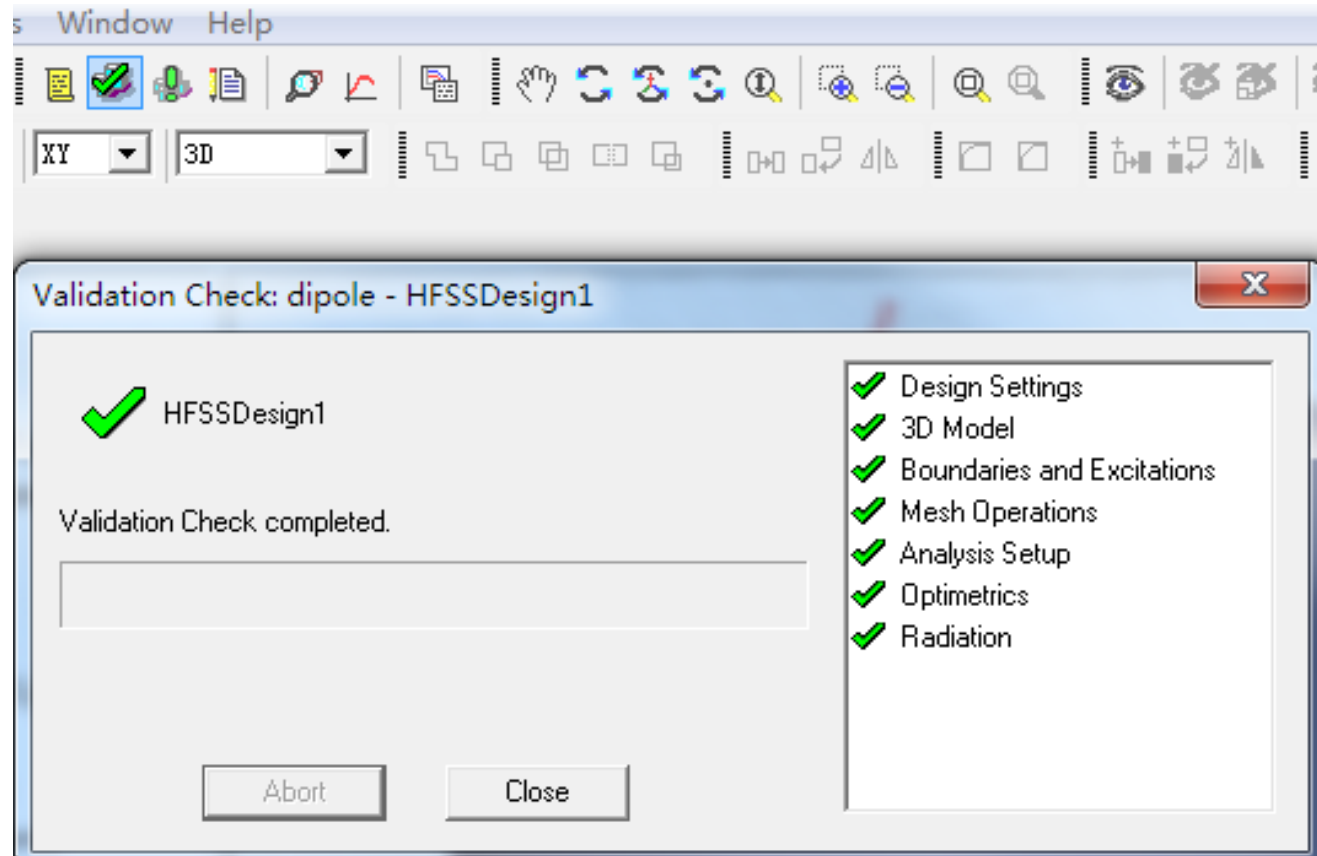 s Window Help
XY 3D
Validation Check: dipole - HFSSDesign1
HFSSDesign1
Validation Check completed.
Abort Close
Design Settings
3D Model
Boundaries and Excitations
Mesh Operations
Analysis Setup
Optimetrics
Radiation